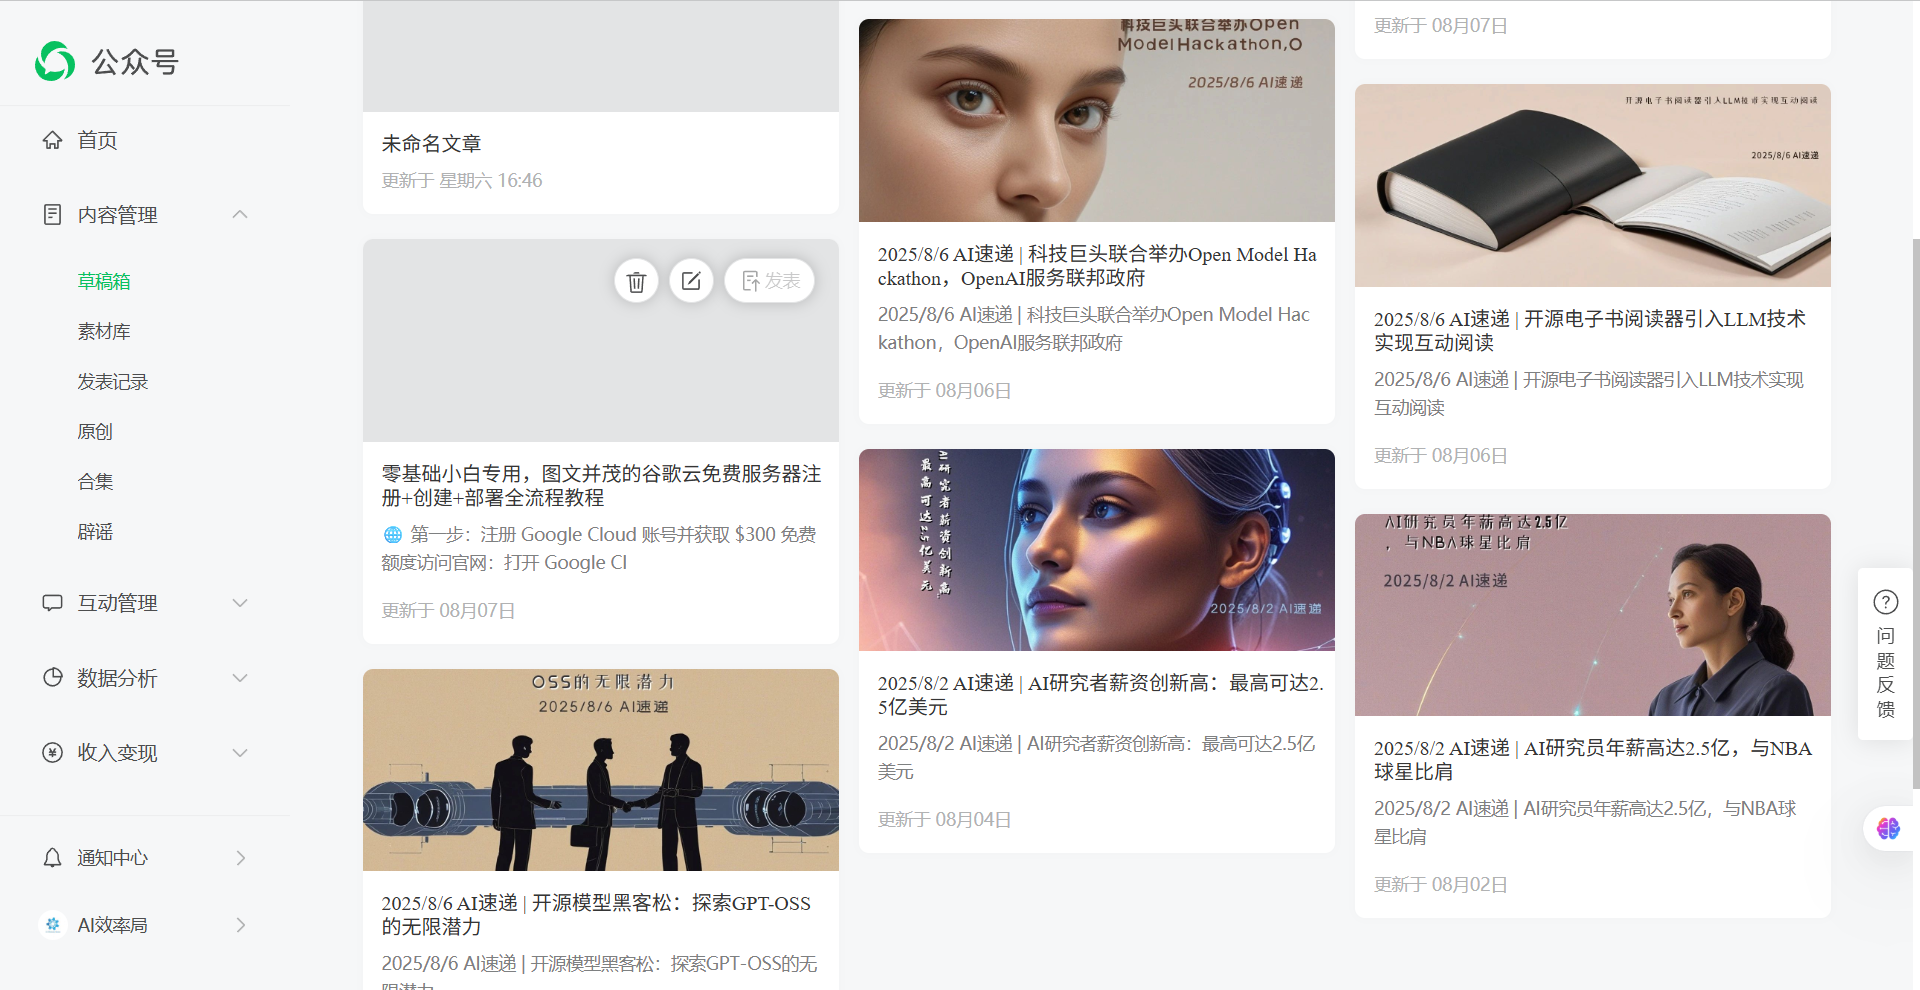 公众号
首页
内容管理
草稿箱
素材库
发表记录
原创
合集
辟谣
互动管理
数据分析
收入变现
通知中心
AI效率局
未命名文章
更新于 星期六 16:46
发表
零基础小白专用，图文并茂的谷歌云免费服务器注
册+创建+部署全流程教程
第一步：注册 Google Cloud 账号并获取 $300 免费
额度访问官网：打开 Google Cl
更新于 08月07日
OSS的无限潜力
2025/8/6 AI速递
2025/8/6 AI速递 | 开源模型黑客松：探索GPT-OSS
的无限潜力
2025/8/6 AI速递 | 开源模型黑客松：探索GPT-OSS的无
限潜力
科技巨头联合举办Open
ModelHackathon,O
2025/8/6 AI速递
2025/8/6 AI速递 | 科技巨头联合举办Open Model Ha
ckathon，OpenAI服务联邦政府
2025/8/6 AI速递 | 科技巨头联合举办Open Model Hac
kathon，OpenAI服务联邦政府
更新于 08月06日
AI研究者薪资创新高：
最高可达2.5亿美元
2025/8/2 AI速递
2025/8/2 AI速递 | AI研究者薪资创新高：最高可达2.
5亿美元
2025/8/2 AI速递 | AI研究者薪资创新高：最高可达2.5亿
美元
更新于 08月04日
更新于 08月07日
开源电子书阅读器引入LLM技术实现互动阅读
2025/8/6 AI速递
2025/8/6 AI速递 | 开源电子书阅读器引入LLM技术
实现互动阅读
2025/8/6 AI速递 | 开源电子书阅读器引入LLM技术实现
互动阅读
更新于 08月06日
AI研究员年薪高达2.5亿
，与NBA球星比肩
2025/8/2 AI速递
2025/8/2 AI速递 | AI研究员年薪高达2.5亿，与NBA
球星比肩
2025/8/2 AI速递 | AI研究员年薪高达2.5亿，与NBA球
星比肩
更新于 08月02日
问题反馈